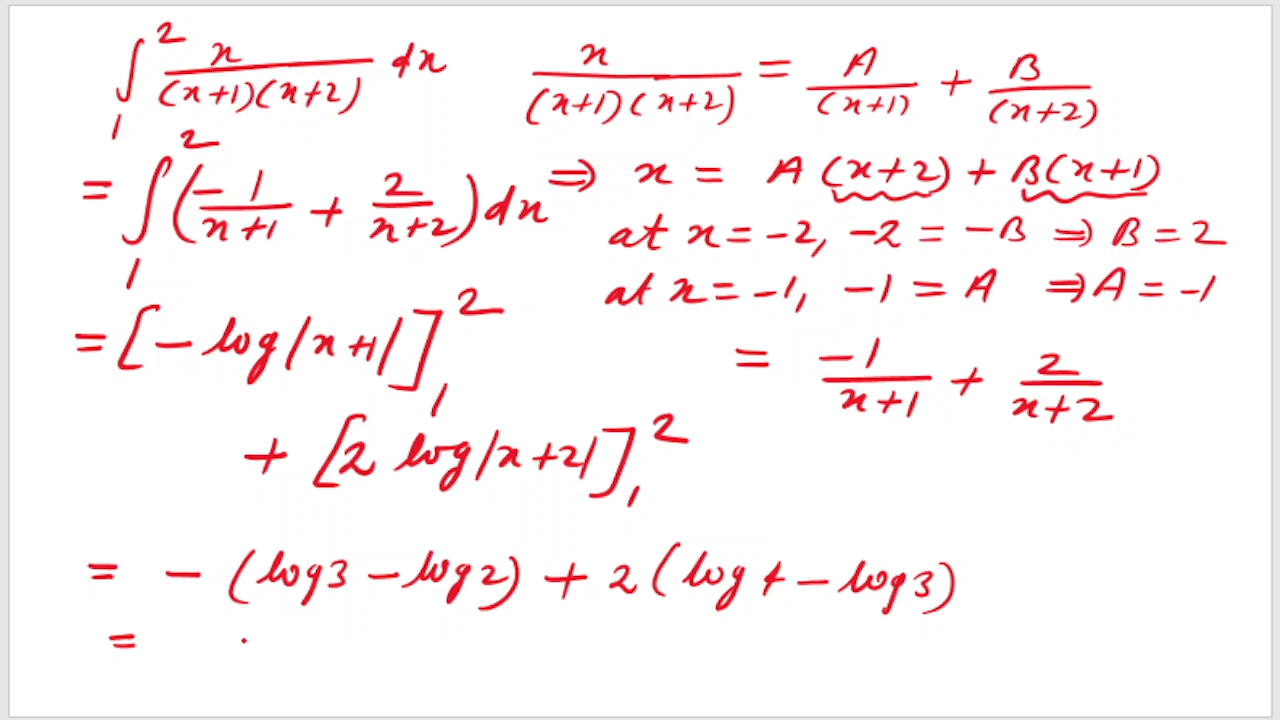 ∫₁² x/((x+1)(x+2)) dx    x/((x+1)(x+2)) = A/(x+1) + B/(x+2)
= ∫₁² (-1/(x+1) + 2/(x+2)) dx ⇒ x = A(x+2) + B(x+1)
at x = -2, -2 = -B ⇒ B = 2
at x = -1, -1 = A ⇒ A = -1
= [-log|x+1|]₁²    = -1/(x+1) + 2/(x+2)
+ [2 log|x+2|]₁²
= -(log3 - log2) + 2(log4 - log3)
=